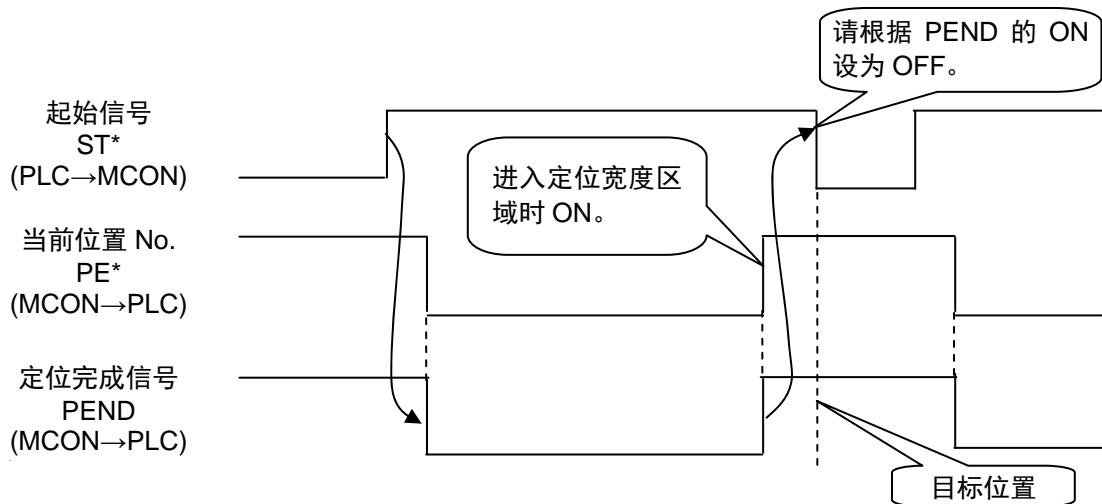 请根据 PEND 的 ON
设为 OFF。
起始信号
ST*
(PLC→MCON)
进入定位宽度区
域时 ON。
当前位置 No.
PE*
(MCON→PLC)
定位完成信号
PEND
(MCON→PLC)
目标位置